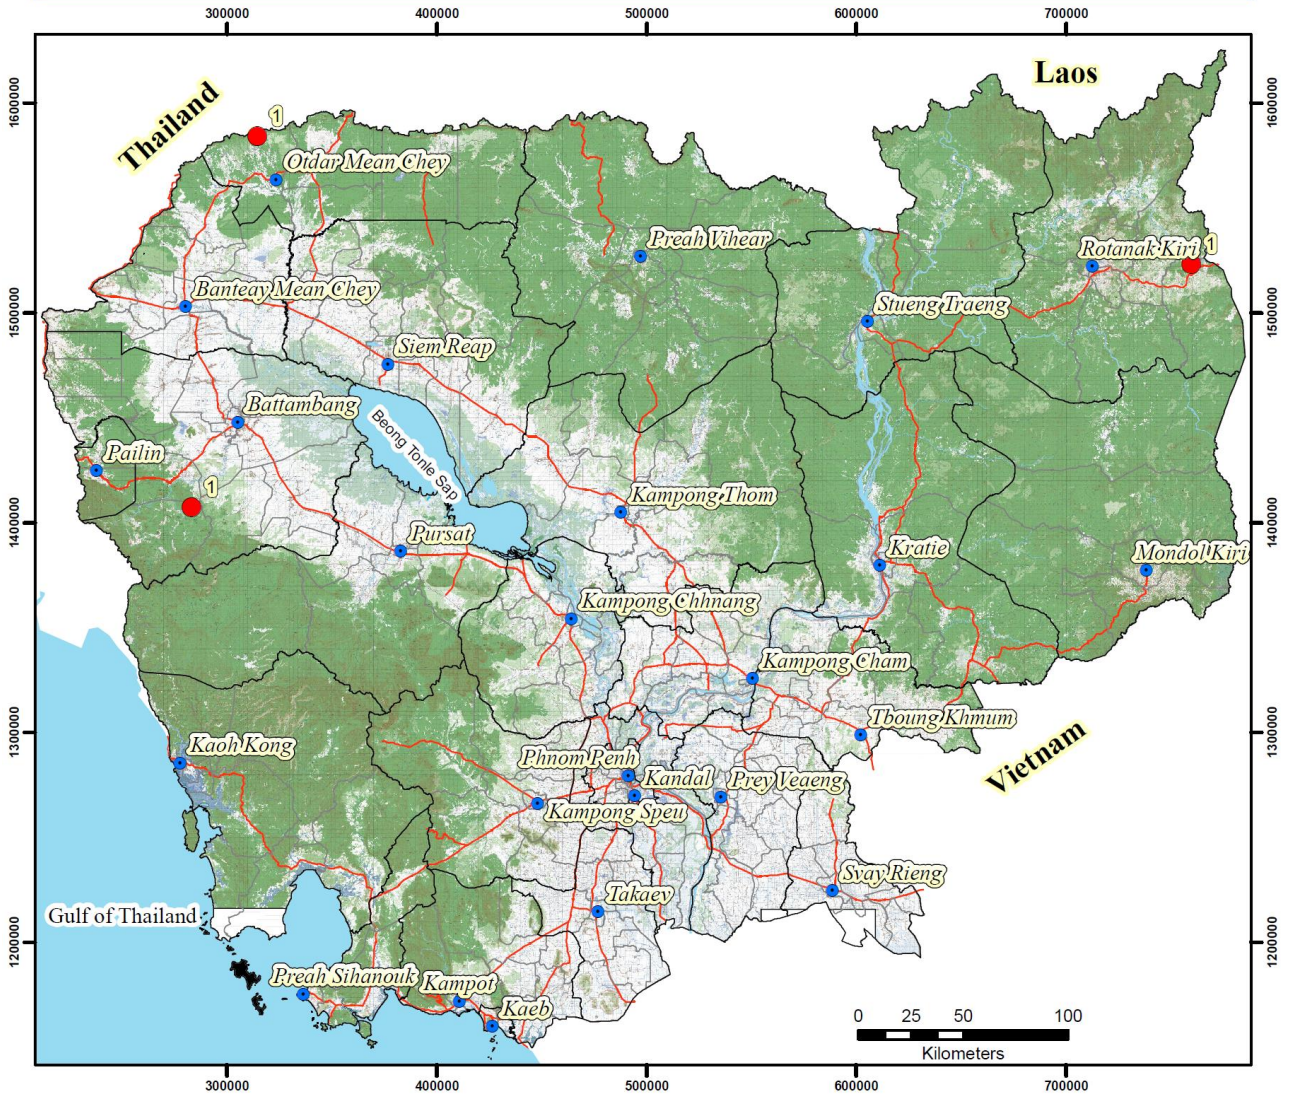 300000 400000 500000 600000 700000
Laos
Thailand
1600000
1600000
1
Otdar Mean Chey
Preah Vihear
Rotanak Kiri
1
Banteay Mean Chey
Stueng Traeng
1500000
1500000
Siem Reap
Battambang
Beong Tonle Sap
Pailin
1
Kampong Thom
1400000
1400000
Pursat
Kratie
Mondol Kiri
Kampong Chhnang
Kampong Cham
Tboung Khmum
1300000
1300000
Kaoh Kong
Vietnam
Phnom Penh
Kandal
Prey Veaeng
Kampong Speu
Svay Rieng
Takaev
Gulf of Thailand
1200000
1200000
Preah Sihanouk
Kampot
Kaeb
0 25 50 100
Kilometers
300000 400000 500000 600000 700000